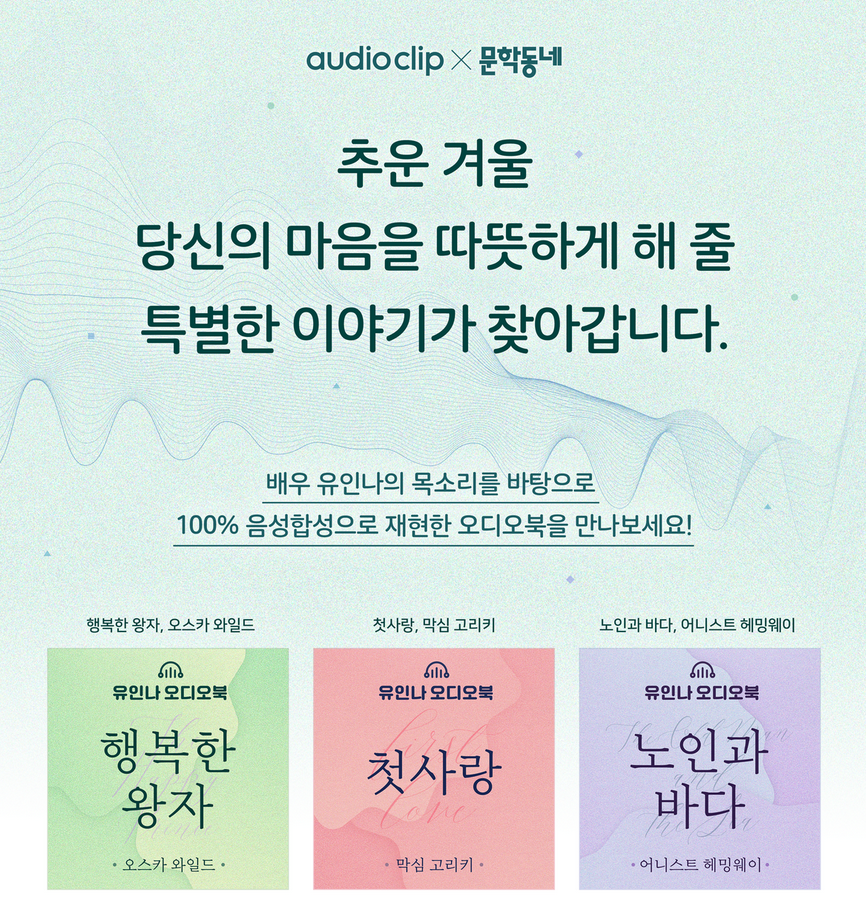 audioclip × 문학동네
추운 겨울
당신의 마음을 따뜻하게 해 줄
특별한 이야기가 찾아갑니다.
배우 유인나의 목소리를 바탕으로
100% 음성합성으로 재현한 오디오북을 만나보세요!
행복한 왕자, 오스카 와일드
유인나 오디오북
행복한
왕자
· 오스카 와일드 ·
첫사랑, 막심 고리키
유인나 오디오북
First
첫사랑
Love
· 막심 고리키 ·
노인과 바다, 어니스트 헤밍웨이
유인나 오디오북
The Old Man
노인과
and
바다
The Sea
· 어니스트 헤밍웨이 ·